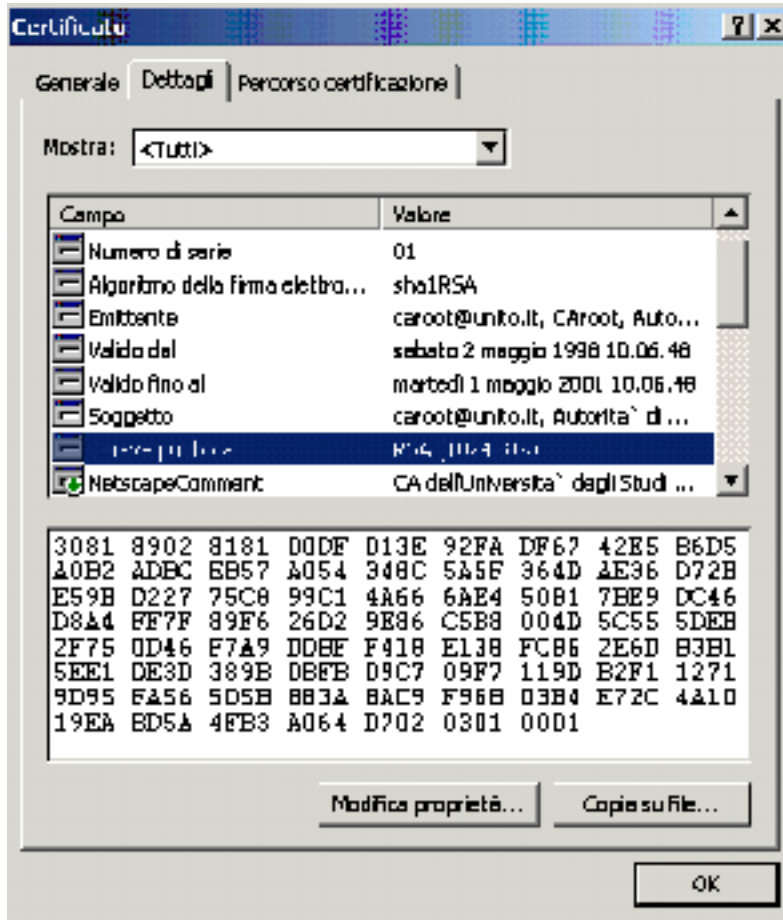 Certificato
Generale Dettagli Percorso certificazione
Mostra: <Tutti>
Campo Valore
Numero di serie 01
Algoritmo della firma elettro... sha1RSA
Emittente caroot@unito.it, CAroot, Auto...
Valido dal sabato 2 maggio 1998 10.06.48
Valido fino al martedì 1 maggio 2001 10.06.48
Soggetto caroot@unito.it, Autorita` di ...
NetscapeComment CA dell'Universita` degli Studi ...
3081 8902 8181 00DF D13E 92FA DF67 42E5 B6D5
A0B2 ADBC EB57 A054 348C 5A5F 364D AE36 D72B
E59B D227 75C8 99C1 4A66 6AE4 5081 7BE9 DC46
D8A4 FF7F 89F6 26D2 9E86 C5B8 004D 5C55 5DEB
2F75 0D46 F7A9 DDBF F418 E138 FC86 2E6D B3B1
5EE1 DE3D 389B DBFB D9C7 09F7 119D B2F1 1271
9D95 FA56 5D5B 883A 8AC9 F968 03B4 E72C 4A10
19EA BD5A 4FB3 A064 D702 0301 0001
Modifica proprietà... Copia su file...
OK